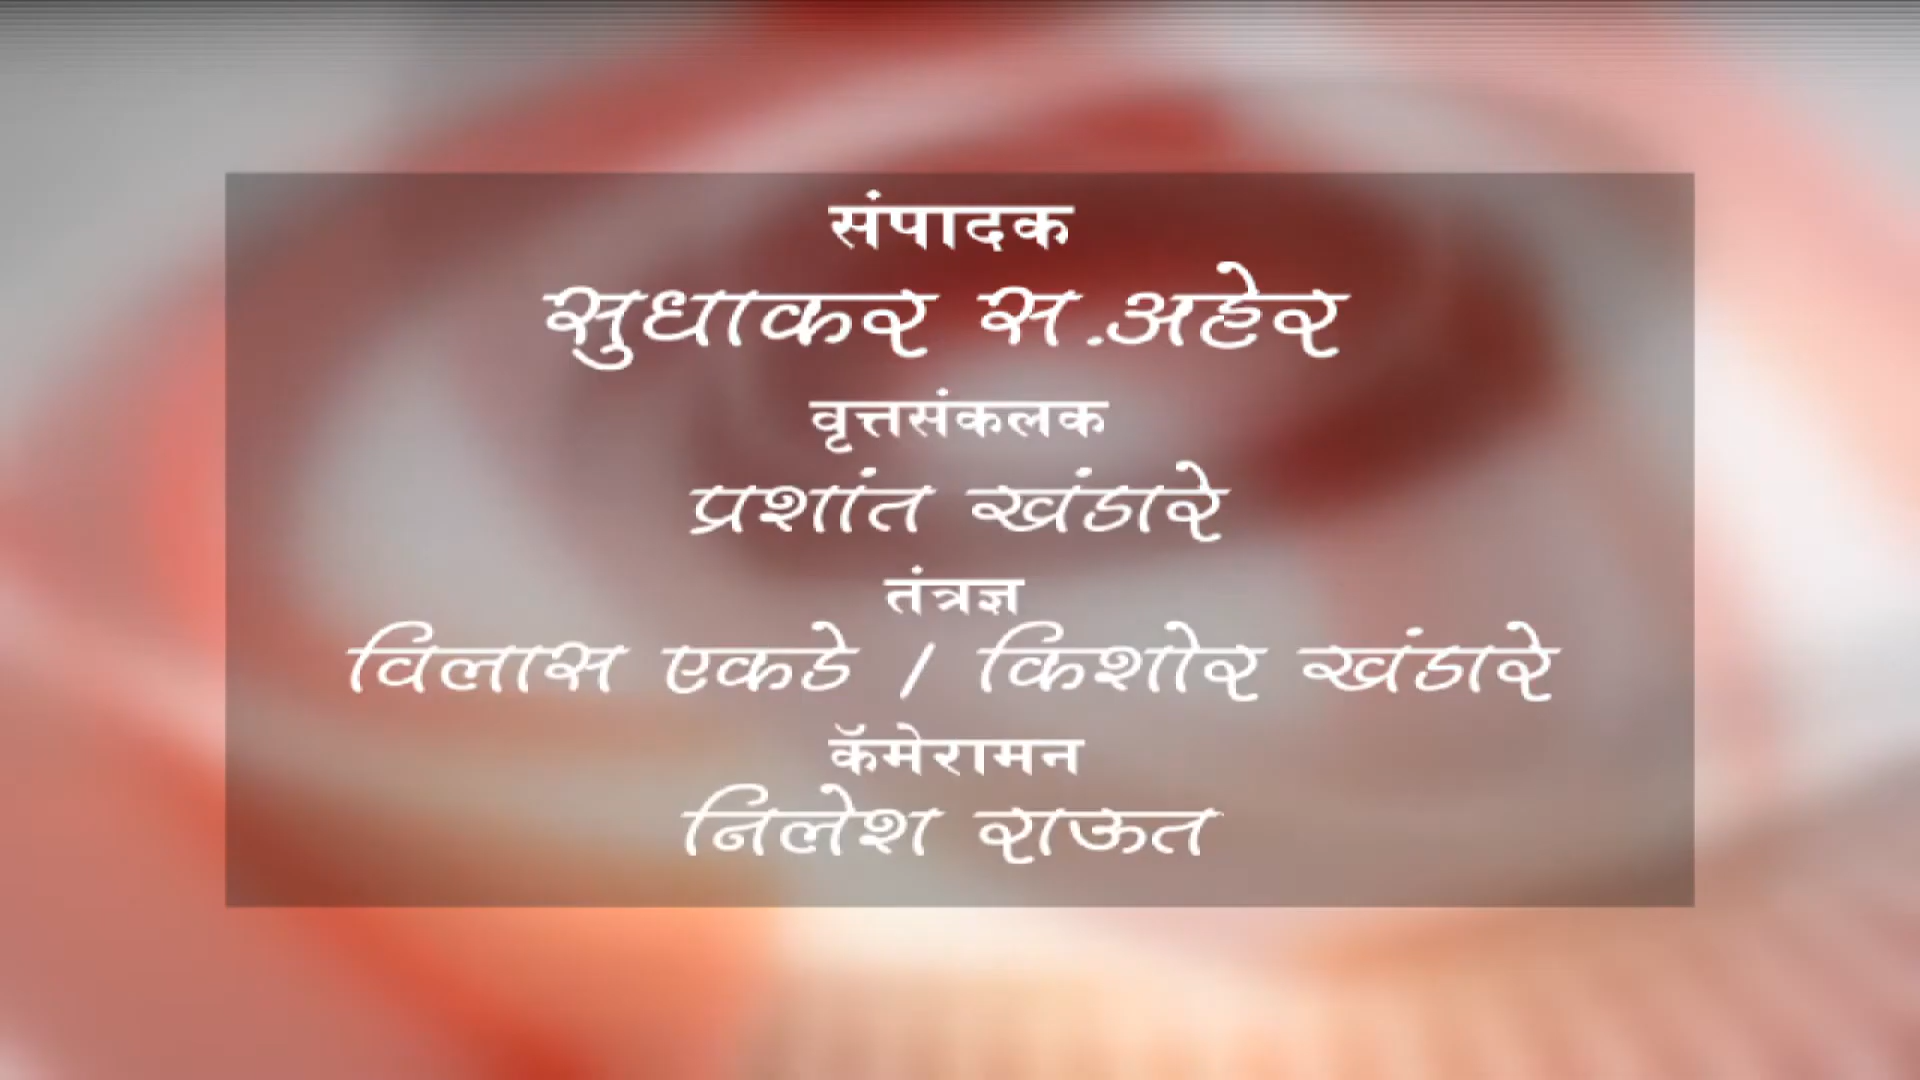 संपादक
सुधाकर स.अहेर
वृत्तसंकलक
प्रशांत खंडारे
तंत्रज्ञ
विलास एकडे / किशोर खंडारे
कॅमेरामन
निलेश राऊत